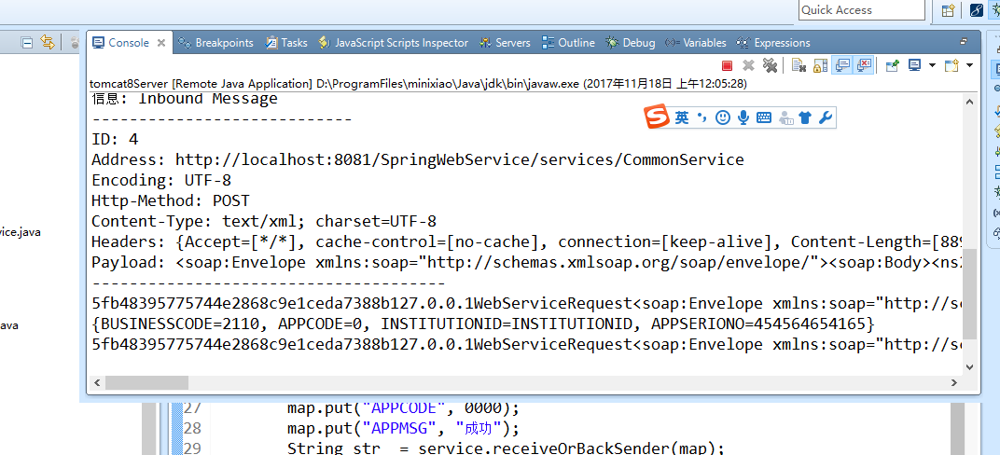 Quick Access
Console Breakpoints Tasks JavaScript Scripts Inspector Servers Outline Debug Variables Expressions
tomcat8Server [Remote Java Application] D:\ProgramFiles\minixiao\Java\jdk\bin\javaw.exe (2017年11月18日 上午12:05:28)
信息: Inbound Message
----------------------------
英
ID: 4
Address: http://localhost:8081/SpringWebService/services/CommonService
Encoding: UTF-8
Http-Method: POST
Content-Type: text/xml; charset=UTF-8
vice.java
Headers: {Accept=[*/*], cache-control=[no-cache], connection=[keep-alive], Content-Length=[889
Payload: <soap:Envelope xmlns:soap="http://schemas.xmlsoap.org/soap/envelope/"><soap:Body><ns2
--------------------------------------
5fb48395775744e2868c9e1ceda7388b127.0.0.1WebServiceRequest<soap:Envelope xmlns:soap="http://sc
{BUSINESSCODE=2110, APPCODE=0, INSTITUTIONID=INSTITUTIONID, APPSERIONO=454564654165}
ava
5fb48395775744e2868c9e1ceda7388b127.0.0.1WebServiceRequest<soap:Envelope xmlns:soap="http://sc
27 map.put("APPCODE", 0000);
28 map.put("APPMSG", "成功");
29 String str = service.receiveOrBackSender(map);